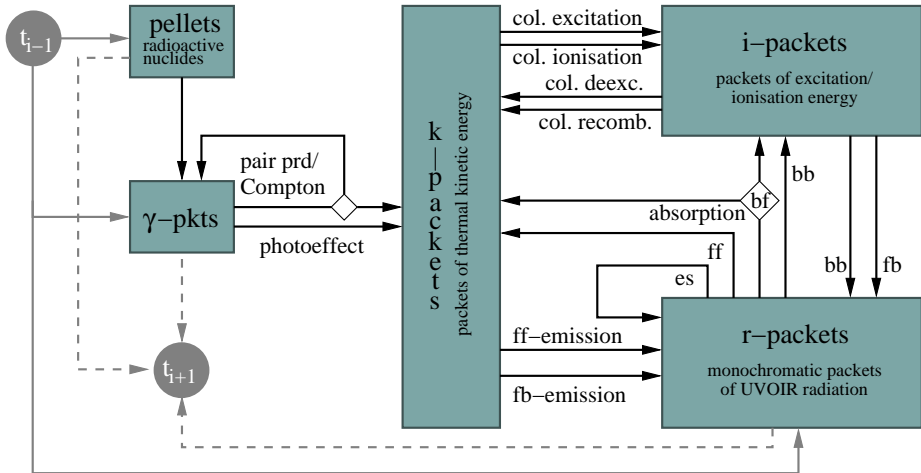 t i−1
pellets
radioactive
nuclides
col. excitation
col. ionisation
col. deexc.
col. recomb.
i−packets
packets of excitation/
ionisation energy
k−packets
packets of thermal kinetic energy
pair prd/
Compton
γ−pkts
photoeffect
absorption
bf
bb
ff
es
bb
fb
t i+1
ff−emission
fb−emission
r−packets
monochromatic packets
of UVOIR radiation